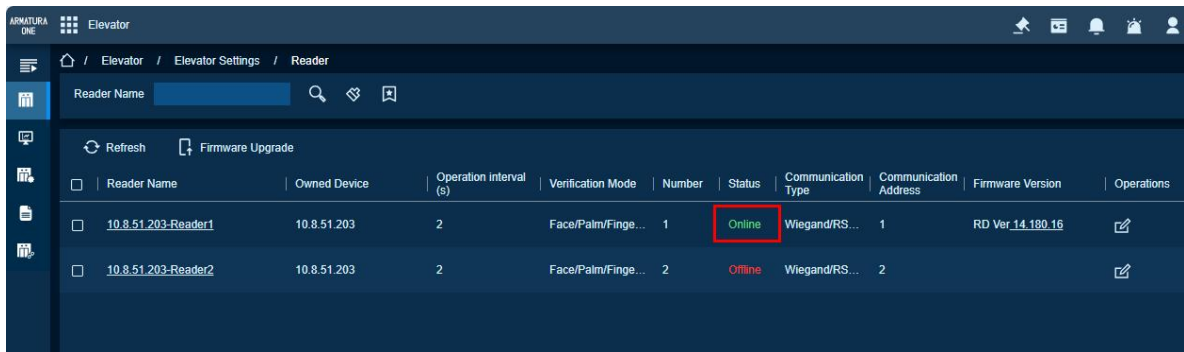 ARMATURA
ONE
Elevator
/ Elevator / Elevator Settings / Reader
Reader Name
Refresh Firmware Upgrade
Reader Name Owned Device Operation interval (s) Verification Mode Number Status Communication Type Communication Address Firmware Version Operations
10.8.51.203-Reader1 10.8.51.203 2 Face/Palm/Finge... 1 Online Wiegand/RS... 1 RD Ver 14.180.16
10.8.51.203-Reader2 10.8.51.203 2 Face/Palm/Finge... 2 Offline Wiegand/RS... 2